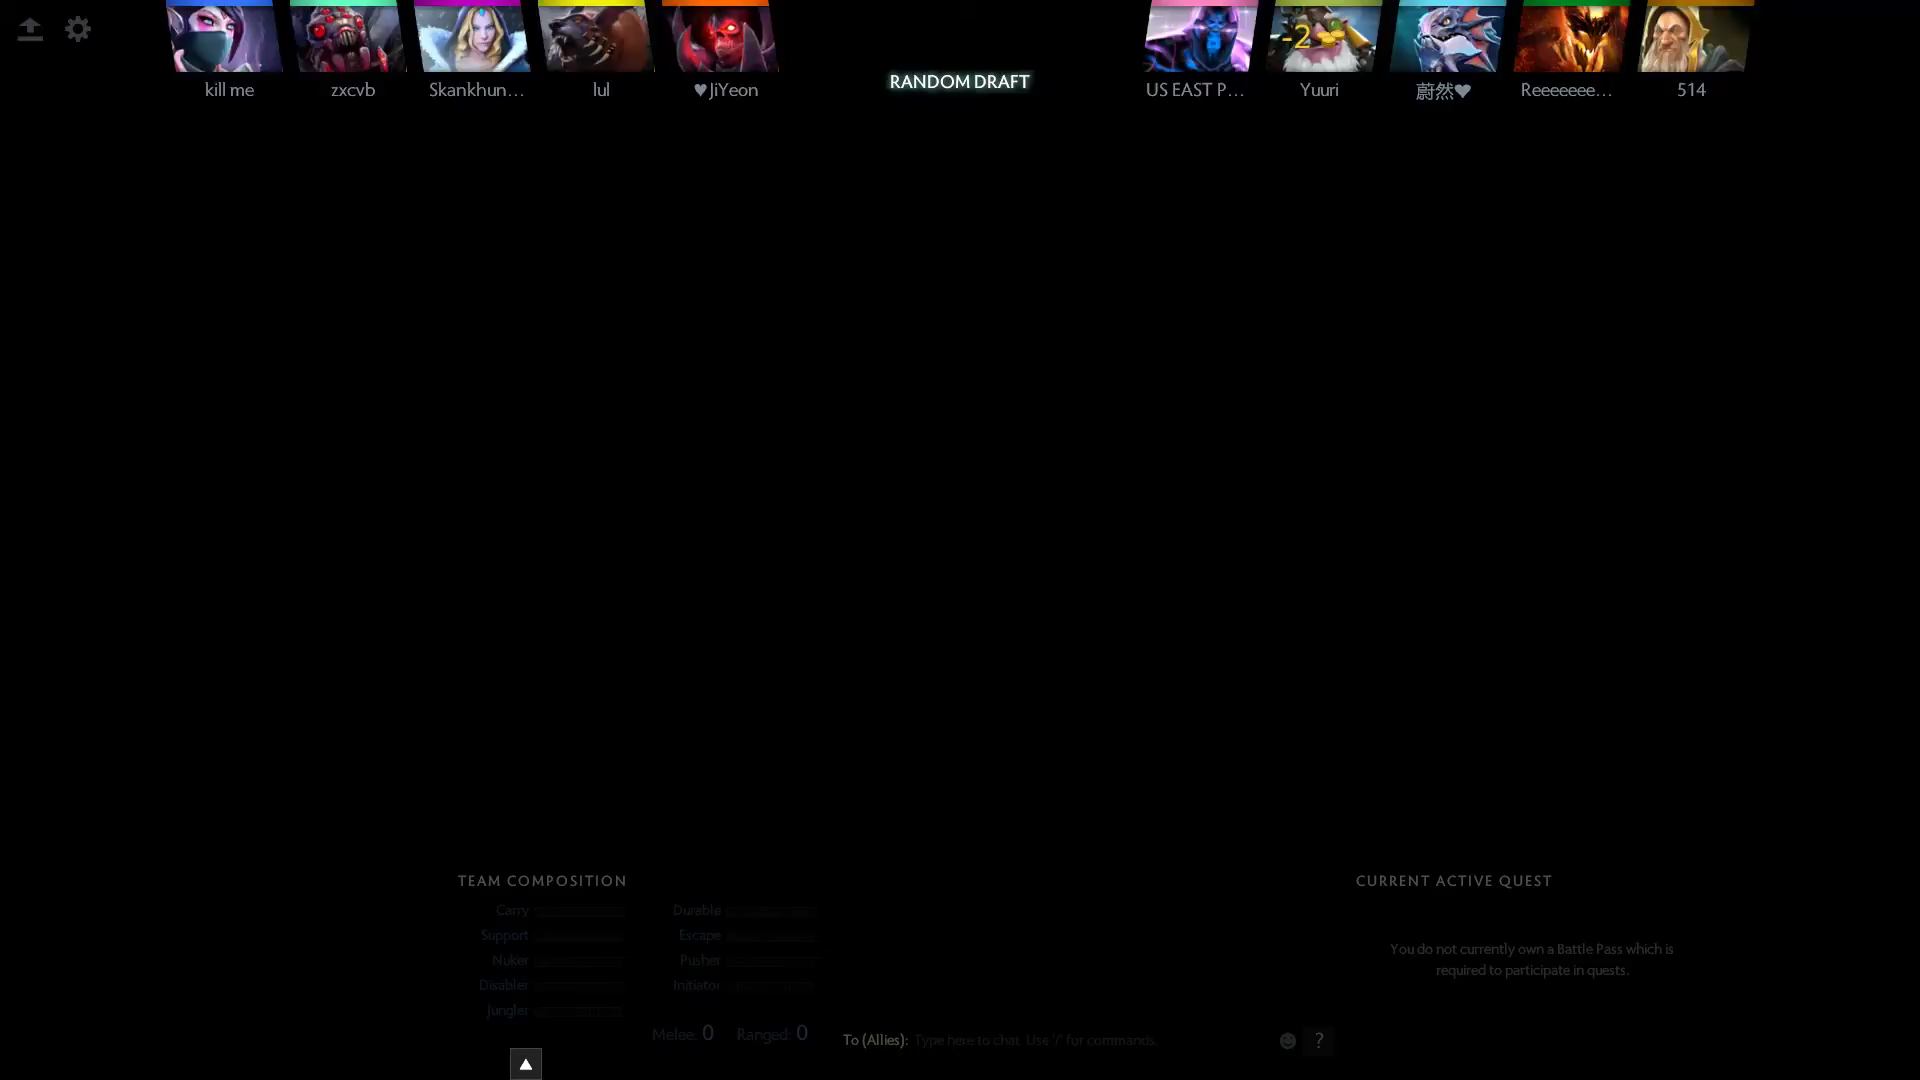 -2
kill me
zxcvb
Skankhun...
lul
♥JiYeon
RANDOM DRAFT
US EAST P...
Yuuri
蔚然♥
Reeeeeee...
514
TEAM COMPOSITION
Carry
Durable
Support
Escape
Nuker
Pusher
Disabler
Initiator
Jungler
Melee: 0
Ranged: 0
CURRENT ACTIVE QUEST
You do not currently own a Battle Pass which is
required to participate in quests.
To (Allies): Type here to chat. Use '/' for commands.
?